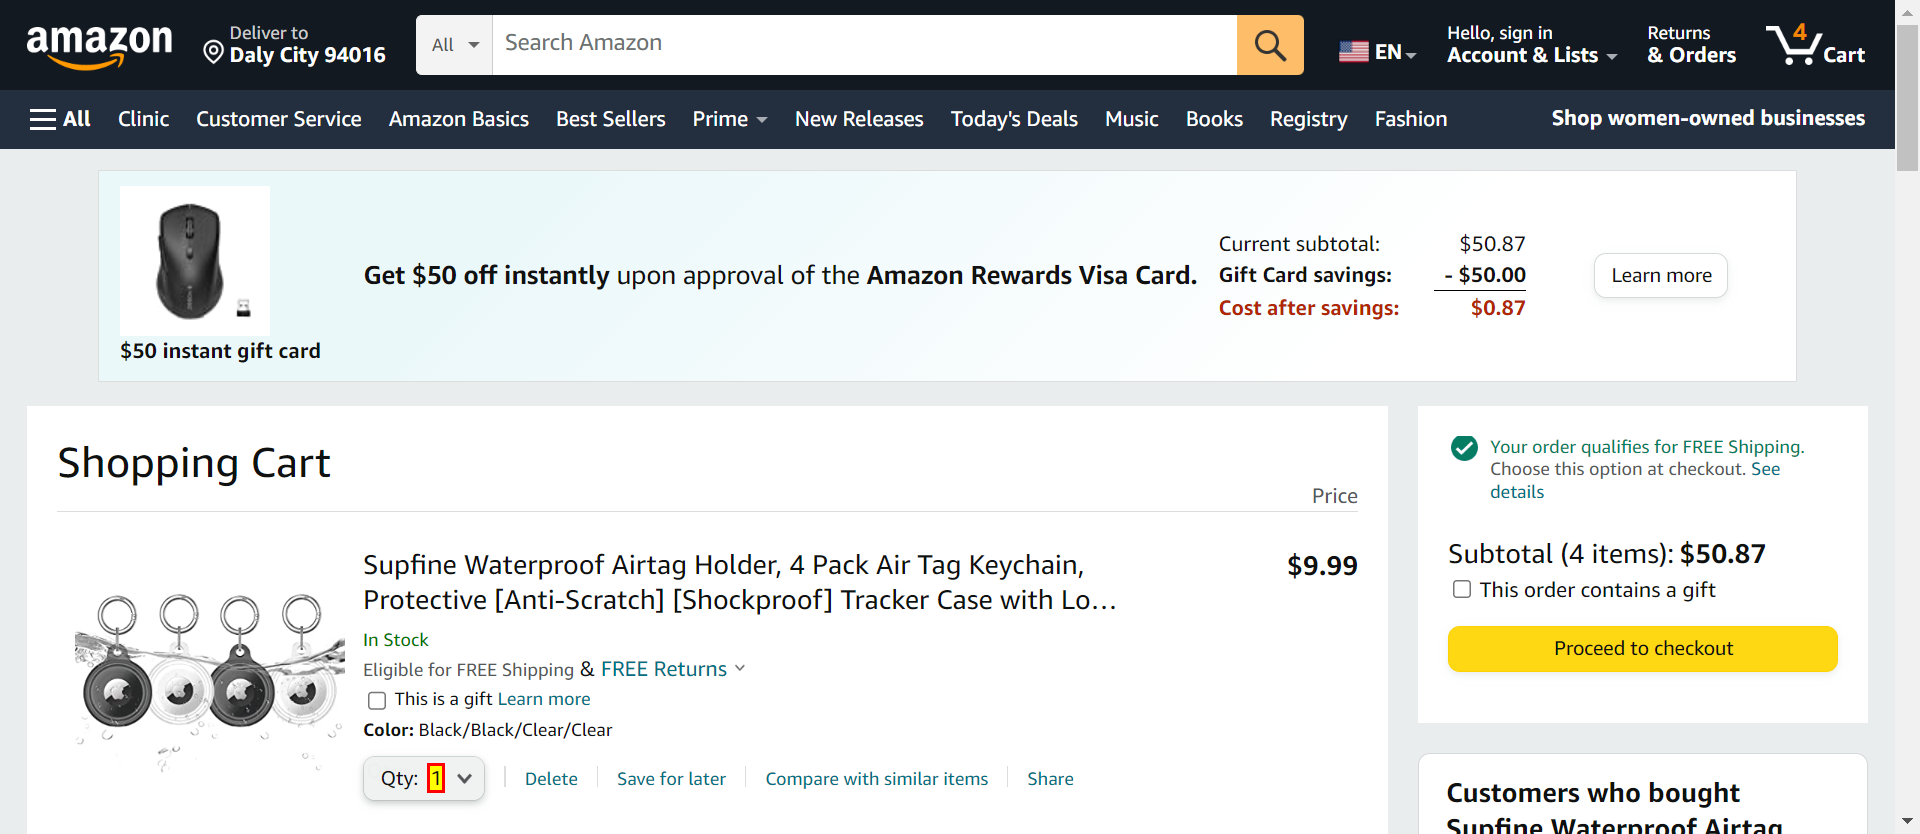 amazon
Deliver to
Daly City 94016
All
Search Amazon
EN
Hello, sign in
Account & Lists
Returns
& Orders
4
Cart
All
Clinic
Customer Service
Amazon Basics
Best Sellers
Prime
New Releases
Today's Deals
Music
Books
Registry
Fashion
Shop women-owned businesses
$50 instant gift card
Get $50 off instantly upon approval of the Amazon Rewards Visa Card.
Current subtotal: $50.87
Gift Card savings: - $50.00
Cost after savings: $0.87
Learn more
Shopping Cart
Price
Supfine Waterproof Airtag Holder, 4 Pack Air Tag Keychain,
Protective [Anti-Scratch] [Shockproof] Tracker Case with Lo…
$9.99
In Stock
Eligible for FREE Shipping & FREE Returns
This is a gift Learn more
Color: Black/Black/Clear/Clear
Qty: 1
Delete
Save for later
Compare with similar items
Share
Your order qualifies for FREE Shipping.
Choose this option at checkout. See
details
Subtotal (4 items): $50.87
This order contains a gift
Proceed to checkout
Customers who bought
Supfine Waterproof Airtag